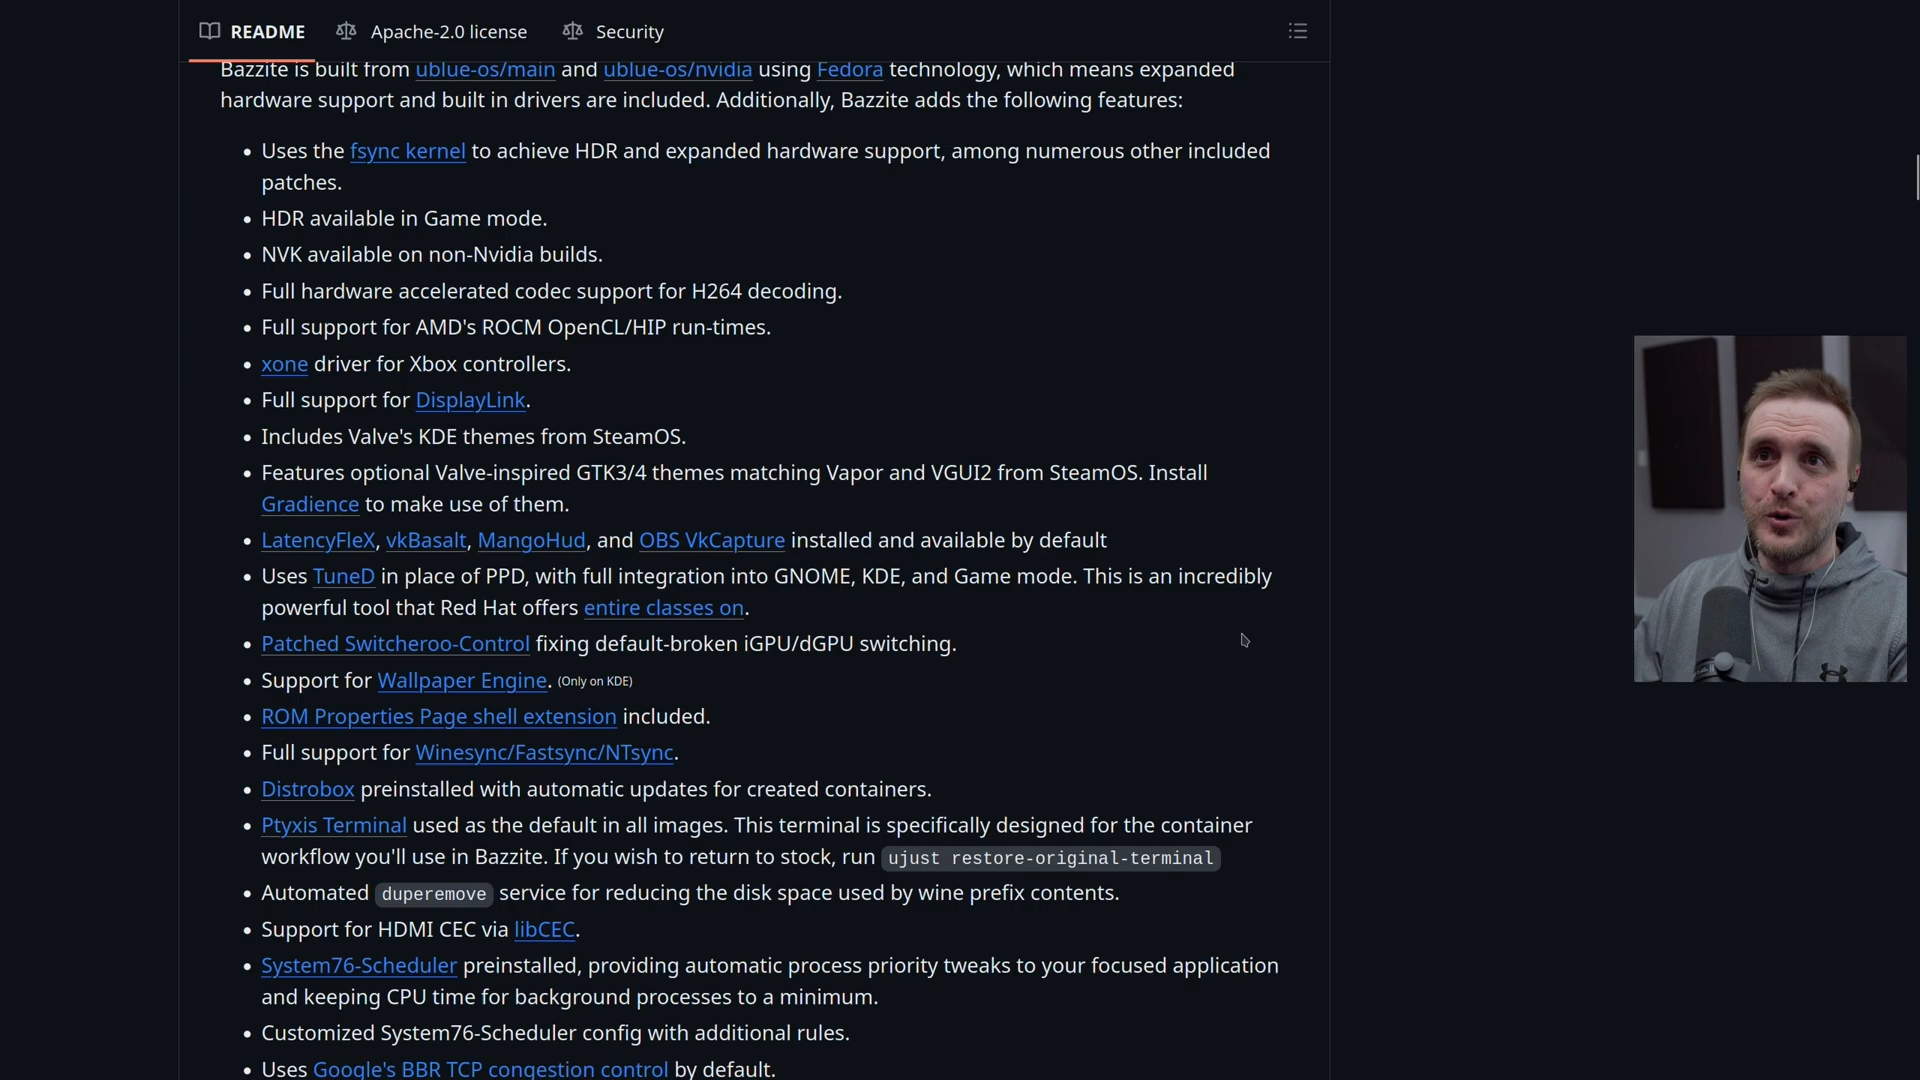 README
Apache-2.0 license
Security
Bazzite is built from ublue-os/main and ublue-os/nvidia using Fedora technology, which means expanded
hardware support and built in drivers are included. Additionally, Bazzite adds the following features:
• Uses the fsync kernel to achieve HDR and expanded hardware support, among numerous other included
patches.
• HDR available in Game mode.
• NVK available on non-Nvidia builds.
• Full hardware accelerated codec support for H264 decoding.
• Full support for AMD's ROCM OpenCL/HIP run-times.
• xone driver for Xbox controllers.
• Full support for DisplayLink.
• Includes Valve's KDE themes from SteamOS.
• Features optional Valve-inspired GTK3/4 themes matching Vapor and VGUI2 from SteamOS. Install
Gradience to make use of them.
• LatencyFleX, vkBasalt, MangoHud, and OBS VkCapture installed and available by default
• Uses TuneD in place of PPD, with full integration into GNOME, KDE, and Game mode. This is an incredibly
powerful tool that Red Hat offers entire classes on.
• Patched Switcheroo-Control fixing default-broken iGPU/dGPU switching.
• Support for Wallpaper Engine. (Only on KDE)
• ROM Properties Page shell extension included.
• Full support for Winesync/Fastsync/NTsync.
• Distrobox preinstalled with automatic updates for created containers.
• Ptyxis Terminal used as the default in all images. This terminal is specifically designed for the container
workflow you'll use in Bazzite. If you wish to return to stock, run ujust restore-original-terminal
• Automated duperemove service for reducing the disk space used by wine prefix contents.
• Support for HDMI CEC via libCEC.
• System76-Scheduler preinstalled, providing automatic process priority tweaks to your focused application
and keeping CPU time for background processes to a minimum.
• Customized System76-Scheduler config with additional rules.
• Uses Google's BBR TCP congestion control by default.